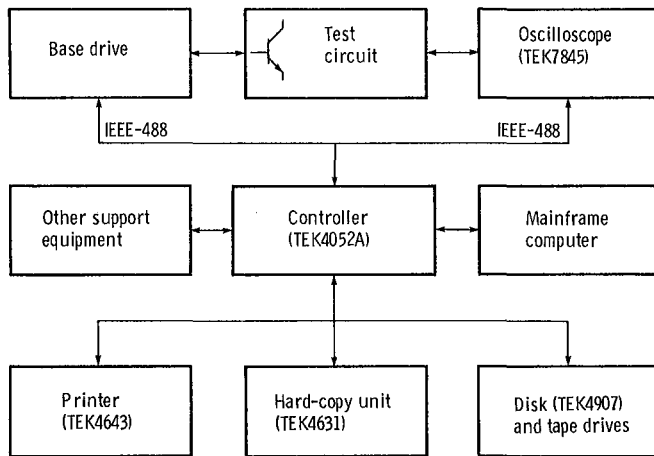 Base drive
Test
circuit
Oscilloscope
(TEK7845)
IEEE-488
IEEE-488
Other support
equipment
Controller
(TEK4052A)
Mainframe
computer
Printer
(TEK4643)
Hard-copy unit
(TEK4631)
Disk (TEK4907)
and tape drives